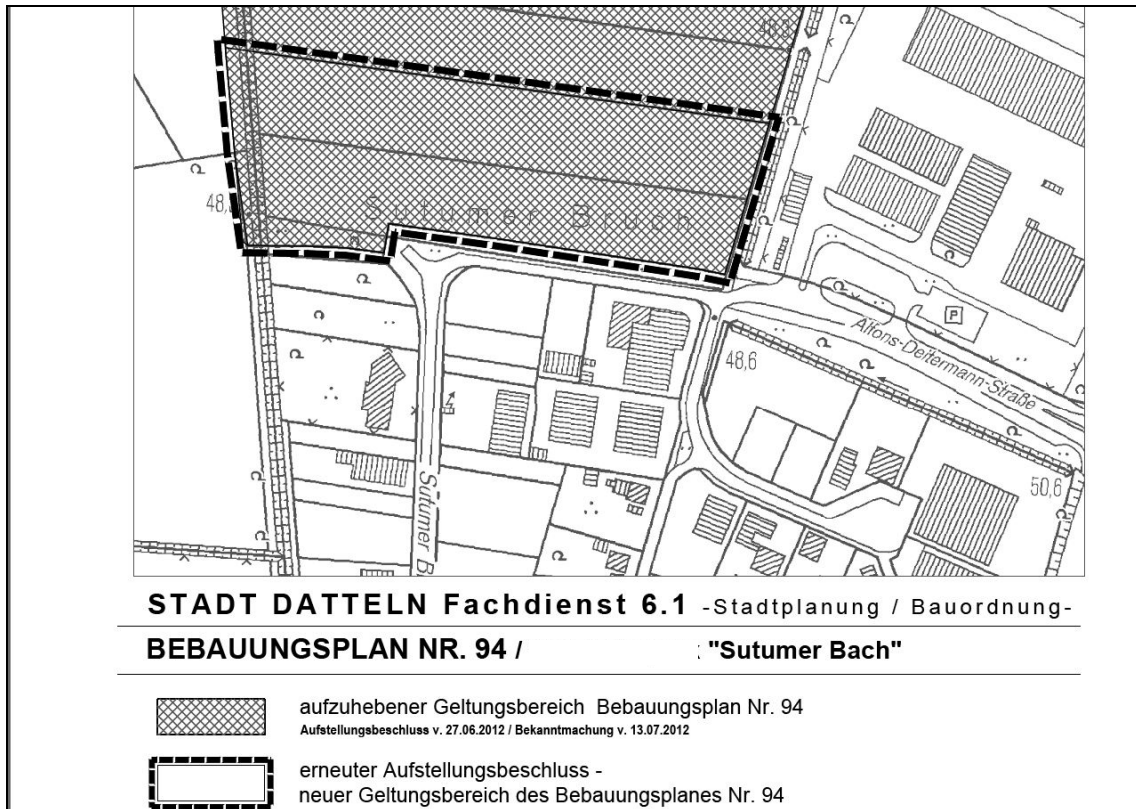 48,3
48,
Sutumer Bruch
P
Alfons-Deitermann-Straße
48,6
50,6
Sutumer B
STADT DATTELN Fachdienst 6.1 -Stadtplanung / Bauordnung-
BEBAUUNGSPLAN NR. 94 / : "Sutumer Bach"
aufzuhebener Geltungsbereich Bebauungsplan Nr. 94
Aufstellungsbeschluss v. 27.06.2012 / Bekanntmachung v. 13.07.2012
erneuter Aufstellungsbeschluss -
neuer Geltungsbereich des Bebauungsplanes Nr. 94